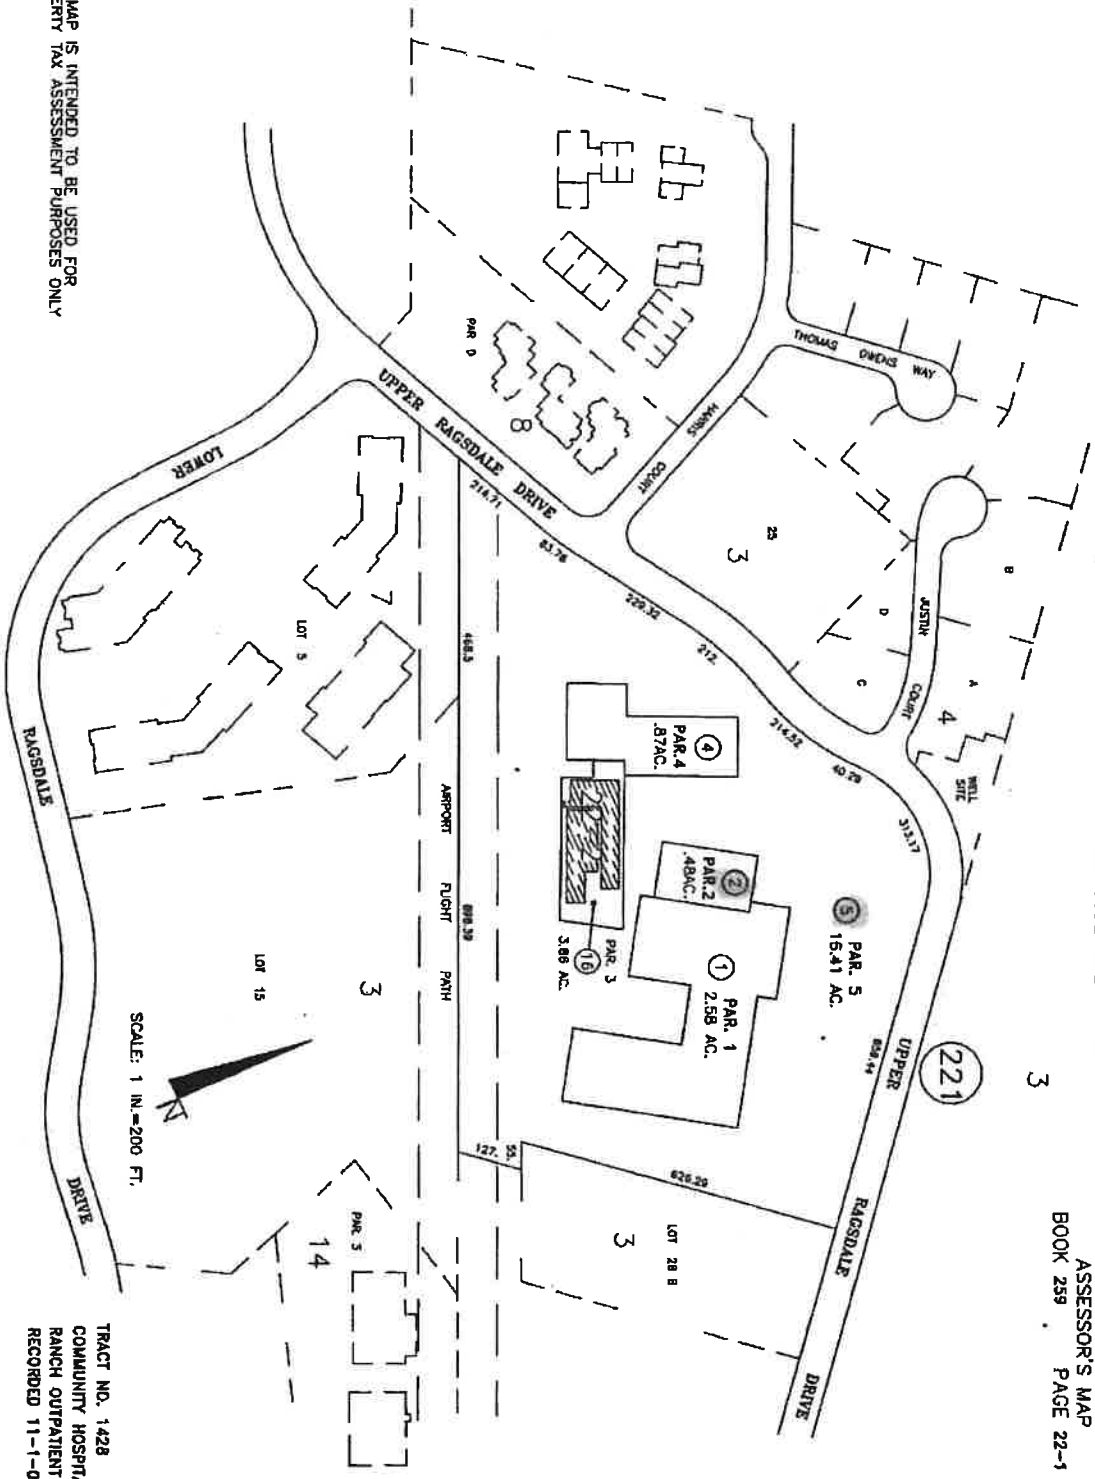 ASSESSOR'S MAP
BOOK 259 PAGE 22-1
MAP IS INTENDED TO BE USED FOR
ERTY TAX ASSESSMENT PURPOSES ONLY
THOMAS OWENS WAY
HARRIS COURT
JUSTIN COURT
UPPER RAGSDALE DRIVE
LOWER
RAGSDALE
DRIVE
PAR D
8
25
3
B
D
C
A
4
WELL
SITE
214.71
83.78
229.32
212.
214.52
40.29
313.17
859.44
LOT 5
7
468.5
898.39
AIRPORT FLIGHT PATH
4
PAR.4
.87AC.
2
PAR.2
.48AC.
5
PAR. 5
15.41 AC.
1
PAR. 1
2.58 AC.
PAR. 3
16
3.86 AC.
221
3
UPPER
RAGSDALE
DRIVE
LOT 15
3
SCALE: 1 IN.=200 FT.
N
127.
55.
626.29
LOT 28 B
3
PAR 3
14
TRACT NO. 1428
COMMUNITY HOSPITA
RANCH OUTPATIENT
RECORDED 11-1-0